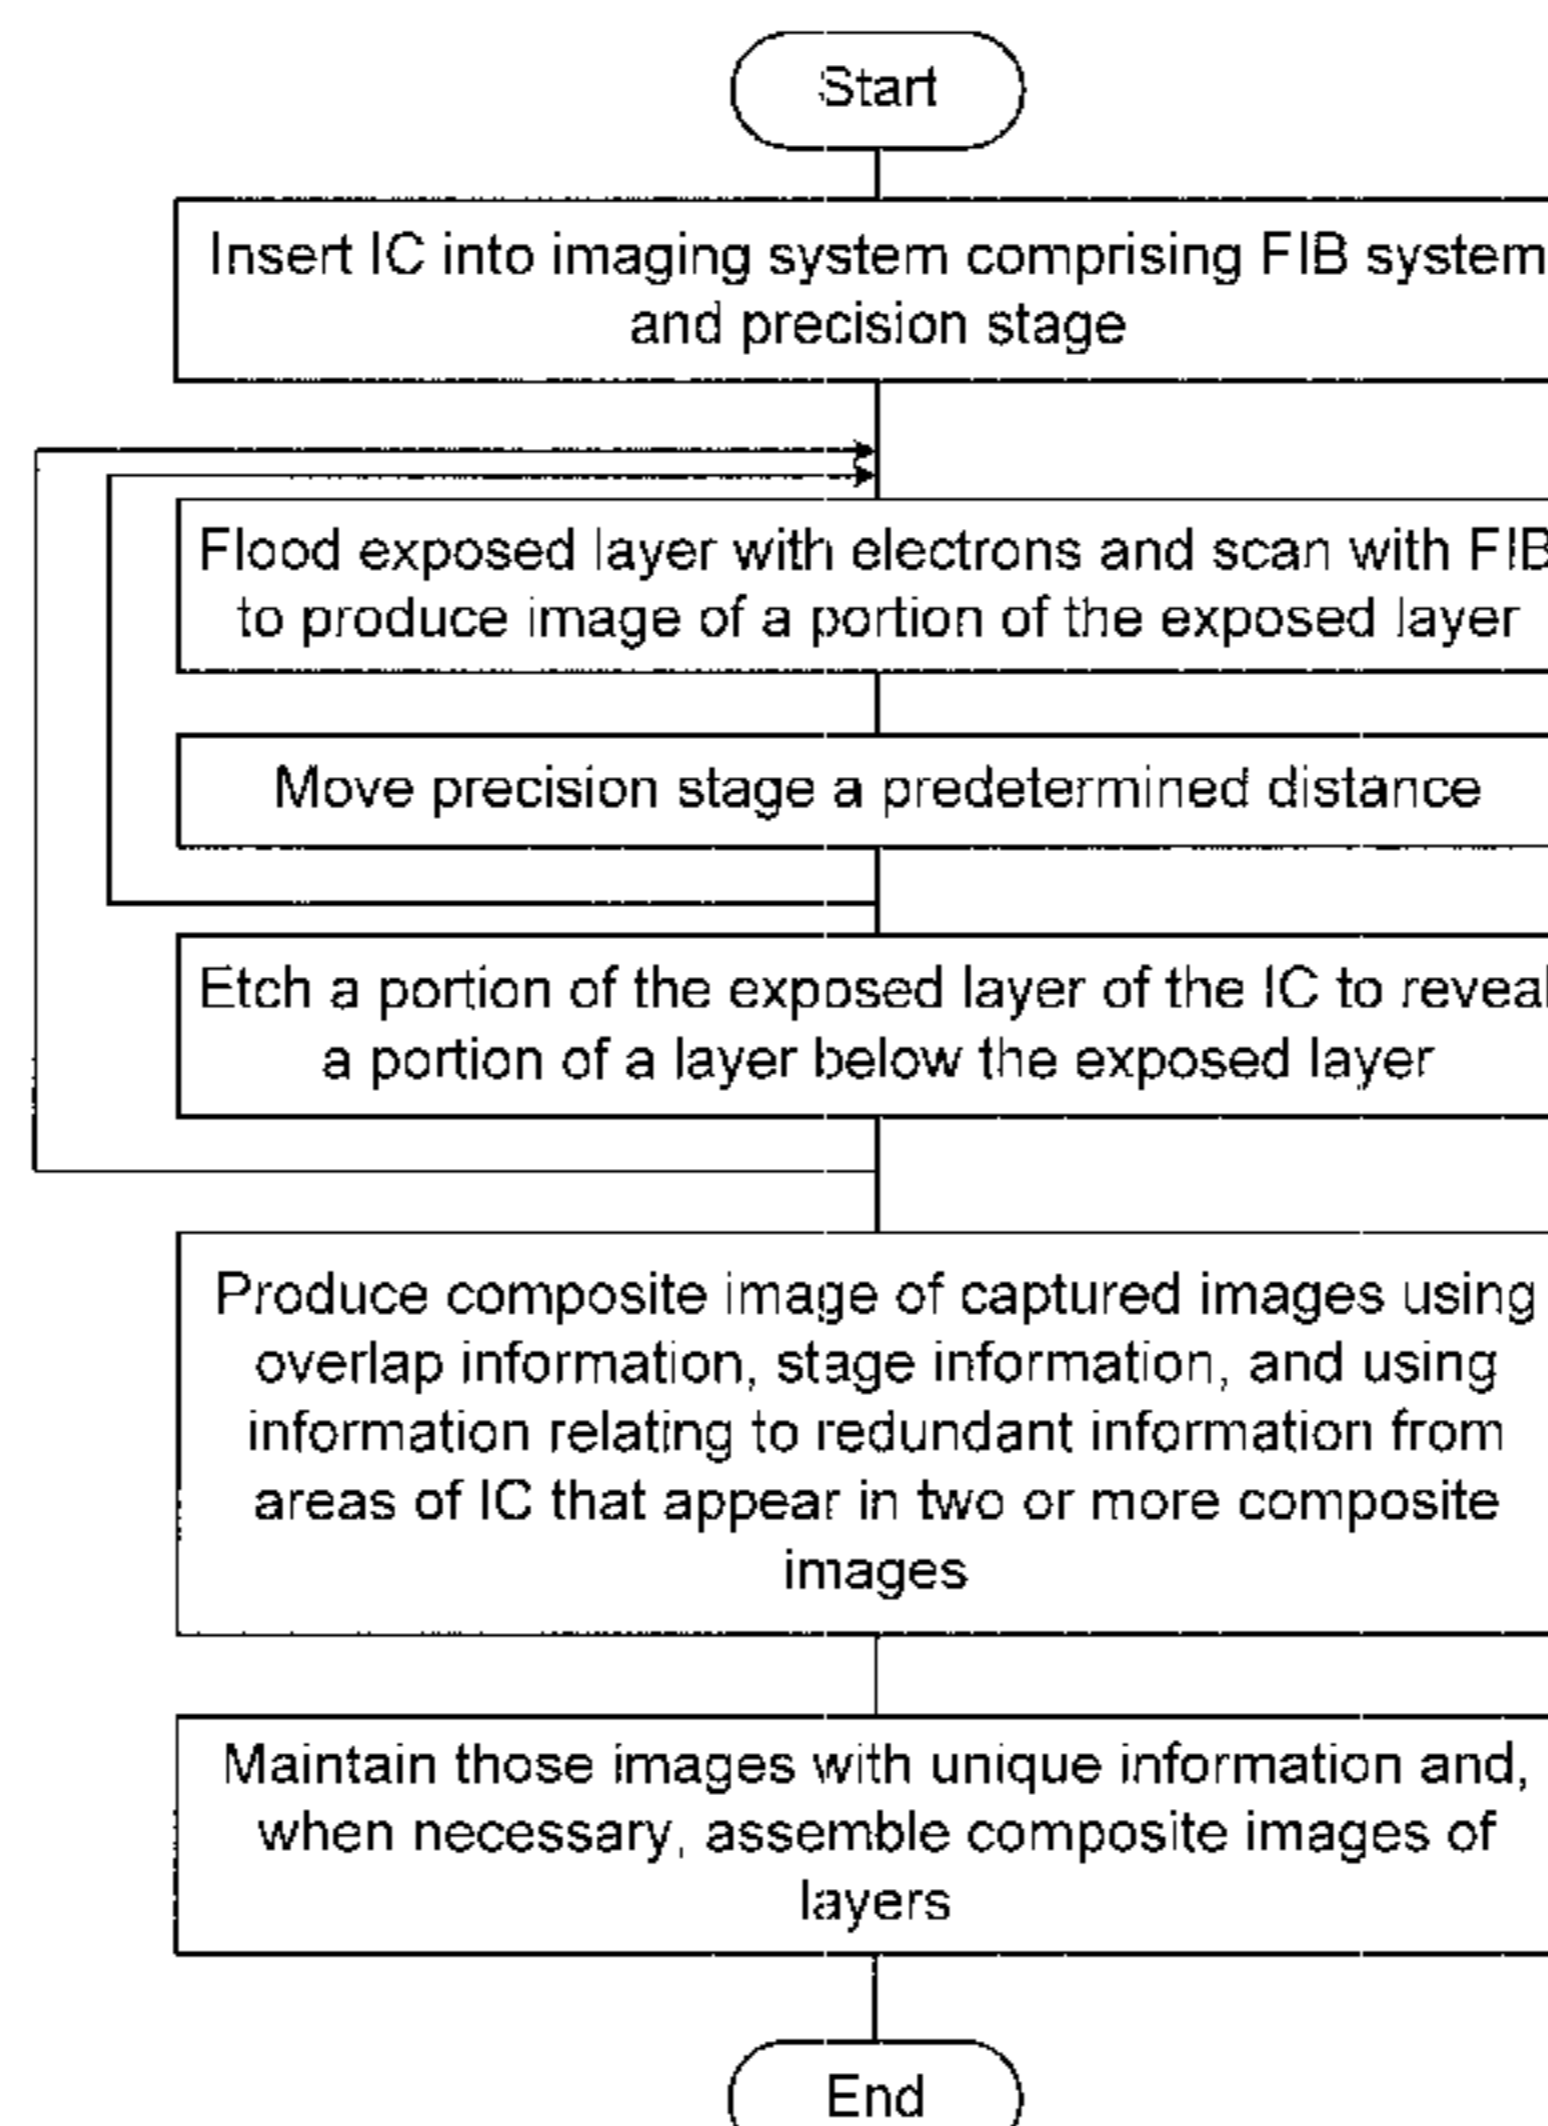 Start
Insert IC into imaging system comprising FIB system
and precision stage
Flood exposed layer with electrons and scan with FIB
to produce image of a portion of the exposed layer
Move precision stage a predetermined distance
Etch a portion of the exposed layer of the IC to reveal
a portion of a layer below the exposed layer
Produce composite image of captured images using
overlap information, stage information, and using
information relating to redundant information from
areas of IC that appear in two or more composite
images
Maintain those images with unique information and,
when necessary, assemble composite images of
layers
End